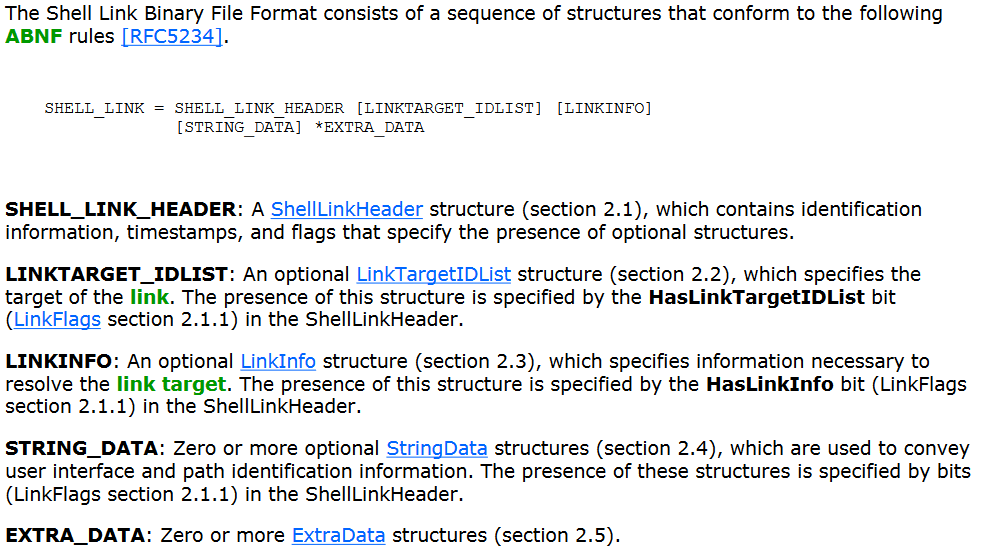 The Shell Link Binary File Format consists of a sequence of structures that conform to the following
ABNF rules [RFC5234].
SHELL_LINK = SHELL_LINK_HEADER [LINKTARGET_IDLIST] [LINKINFO]
[STRING_DATA] *EXTRA_DATA
SHELL_LINK_HEADER: A ShellLinkHeader structure (section 2.1), which contains identification
information, timestamps, and flags that specify the presence of optional structures.
LINKTARGET_IDLIST: An optional LinkTargetIDList structure (section 2.2), which specifies the
target of the link. The presence of this structure is specified by the HasLinkTargetIDList bit
(LinkFlags section 2.1.1) in the ShellLinkHeader.
LINKINFO: An optional LinkInfo structure (section 2.3), which specifies information necessary to
resolve the link target. The presence of this structure is specified by the HasLinkInfo bit (LinkFlags
section 2.1.1) in the ShellLinkHeader.
STRING_DATA: Zero or more optional StringData structures (section 2.4), which are used to convey
user interface and path identification information. The presence of these structures is specified by bits
(LinkFlags section 2.1.1) in the ShellLinkHeader.
EXTRA_DATA: Zero or more ExtraData structures (section 2.5).